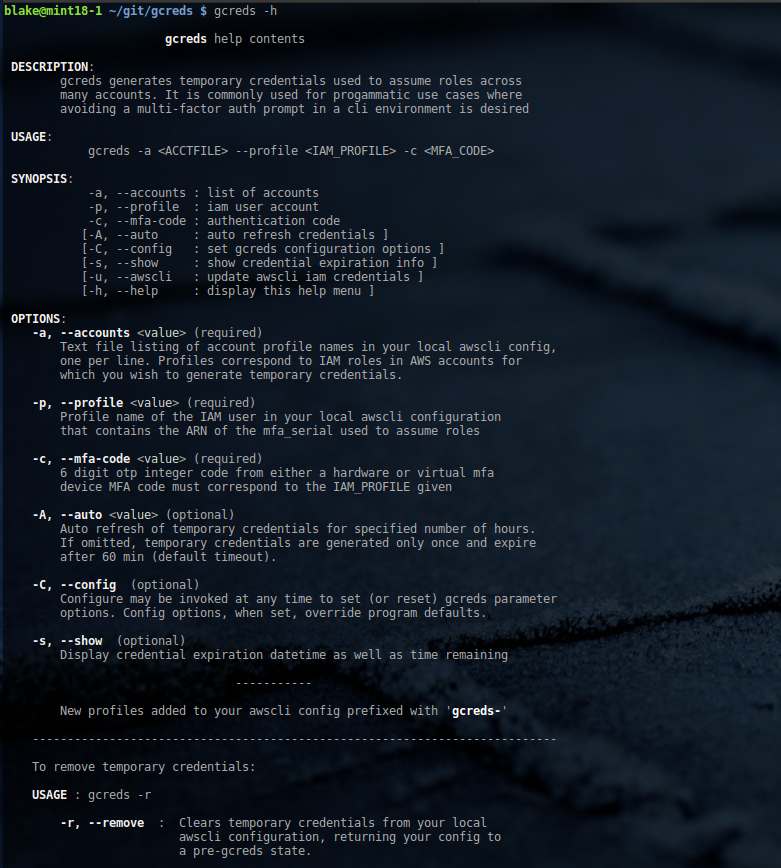 blake@mint18-1 ~/git/gcreds $ gcreds -h
gcreds help contents
DESCRIPTION:
gcreds generates temporary credentials used to assume roles across
many accounts. It is commonly used for progammatic use cases where
avoiding a multi-factor auth prompt in a cli environment is desired
USAGE:
gcreds -a <ACCTFILE> --profile <IAM_PROFILE> -c <MFA_CODE>
SYNOPSIS:
-a, --accounts : list of accounts
-p, --profile  : iam user account
-c, --mfa-code : authentication code
[-A, --auto     : auto refresh credentials ]
[-C, --config   : set gcreds configuration options ]
[-s, --show     : show credential expiration info ]
[-u, --awscli   : update awscli iam credentials ]
[-h, --help     : display this help menu ]
OPTIONS:
-a, --accounts <value> (required)
Text file listing of account profile names in your local awscli config,
one per line. Profiles correspond to IAM roles in AWS accounts for
which you wish to generate temporary credentials.
-p, --profile <value> (required)
Profile name of the IAM user in your local awscli configuration
that contains the ARN of the mfa_serial used to assume roles
-c, --mfa-code <value> (required)
6 digit otp integer code from either a hardware or virtual mfa
device MFA code must correspond to the IAM_PROFILE given
-A, --auto <value> (optional)
Auto refresh of temporary credentials for specified number of hours.
If omitted, temporary credentials are generated only once and expire
after 60 min (default timeout).
-C, --config  (optional)
Configure may be invoked at any time to set (or reset) gcreds parameter
options. Config options, when set, override program defaults.
-s, --show  (optional)
Display credential expiration datetime as well as time remaining
-----------
New profiles added to your awscli config prefixed with 'gcreds-'
---------------------------------------------------------------------------
To remove temporary credentials:
USAGE : gcreds -r
-r, --remove  :  Clears temporary credentials from your local
awscli configuration, returning your config to
a pre-gcreds state.